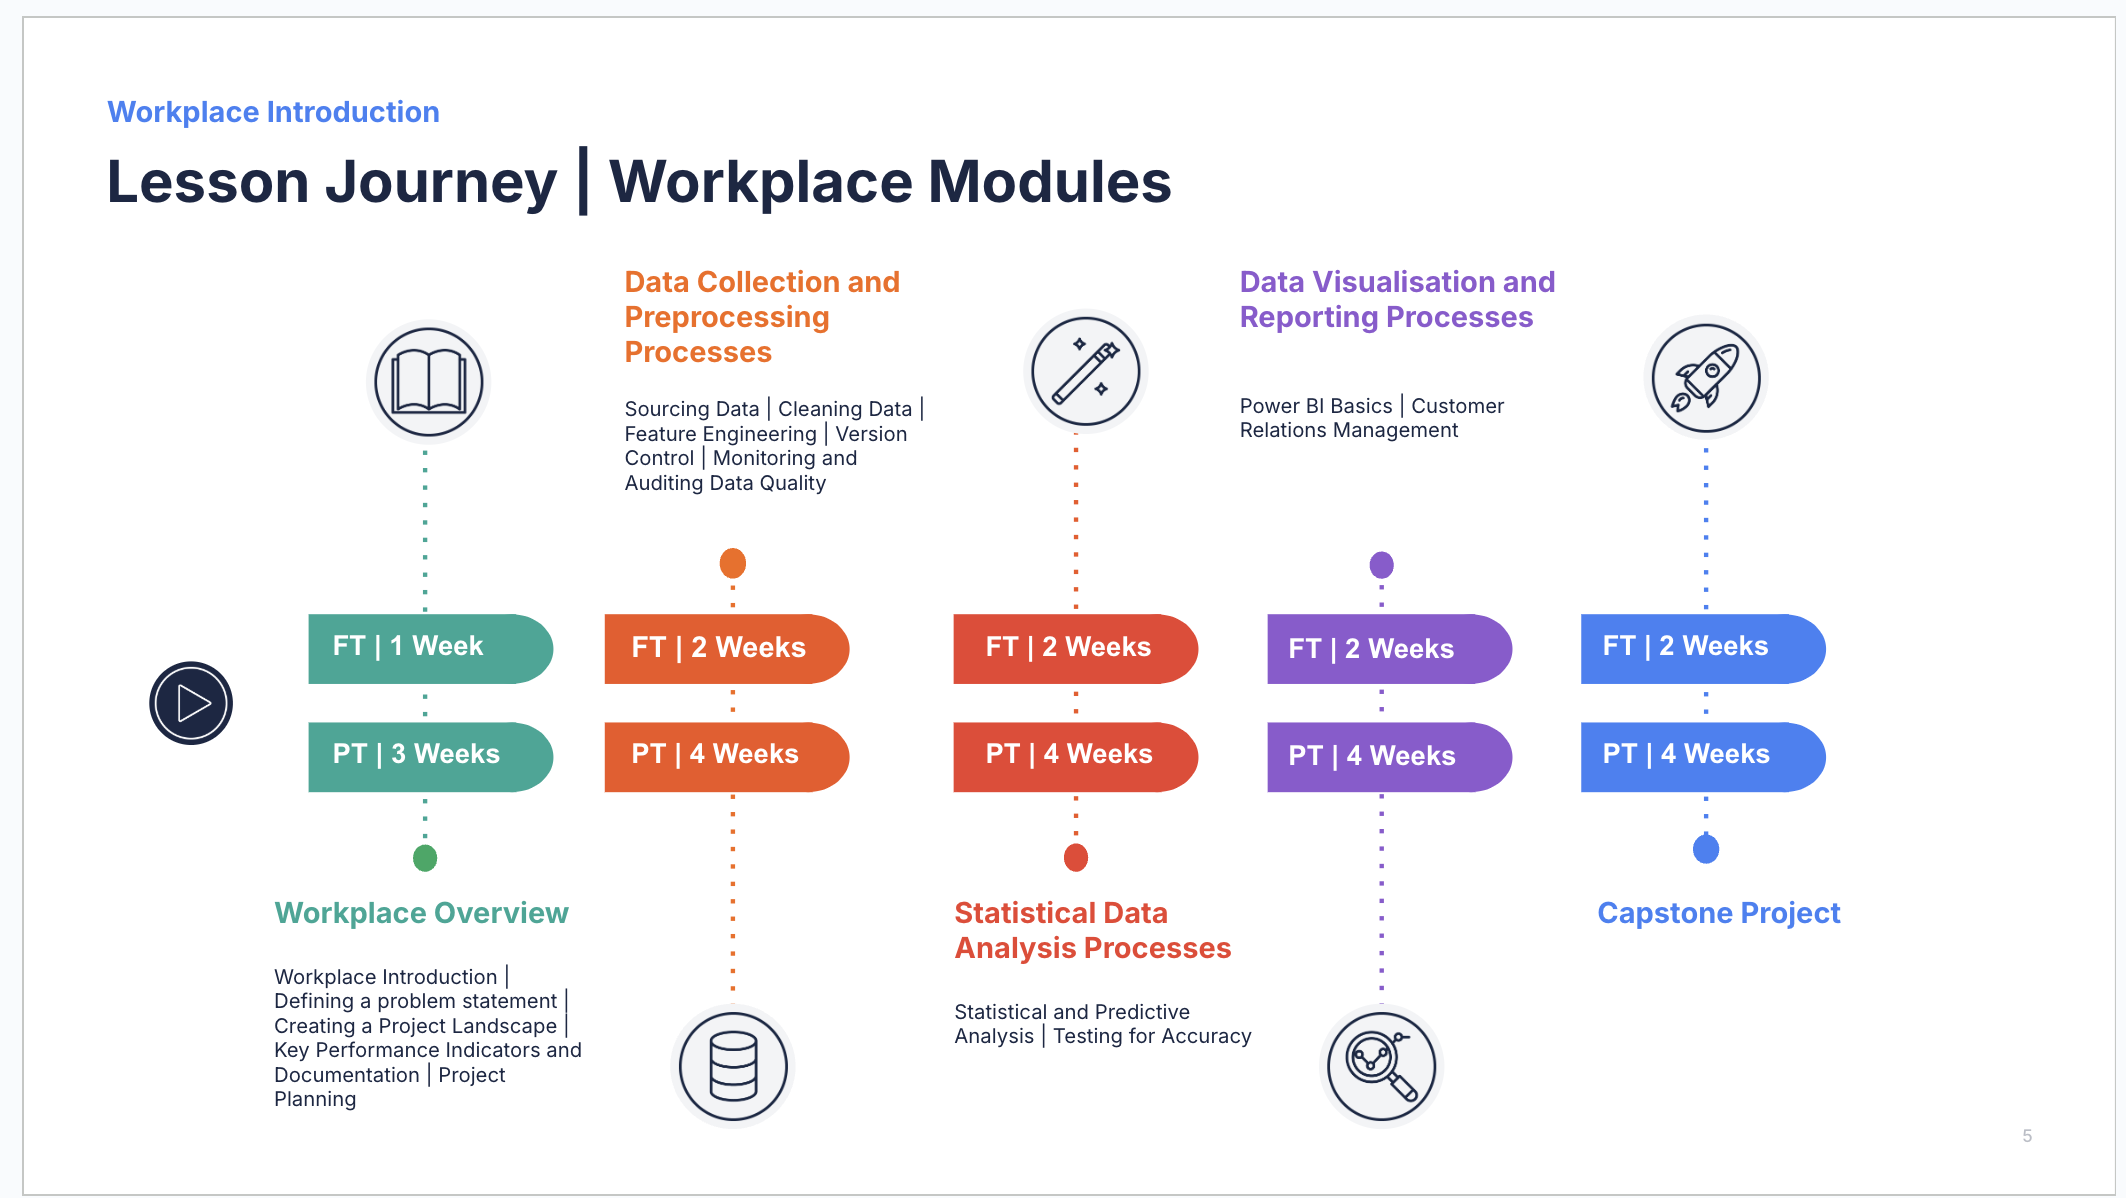 Workplace Introduction
Lesson Journey | Workplace Modules
Data Collection and
Preprocessing
Processes
Sourcing Data | Cleaning Data |
Feature Engineering | Version
Control | Monitoring and
Auditing Data Quality
Data Visualisation and
Reporting Processes
Power BI Basics | Customer
Relations Management
FT | 1 Week
FT | 2 Weeks
FT | 2 Weeks
FT | 2 Weeks
FT | 2 Weeks
PT | 3 Weeks
PT | 4 Weeks
PT | 4 Weeks
PT | 4 Weeks
PT | 4 Weeks
Workplace Overview
Workplace Introduction |
Defining a problem statement |
Creating a Project Landscape |
Key Performance Indicators and
Documentation | Project
Planning
Statistical Data
Analysis Processes
Statistical and Predictive
Analysis | Testing for Accuracy
Capstone Project
5